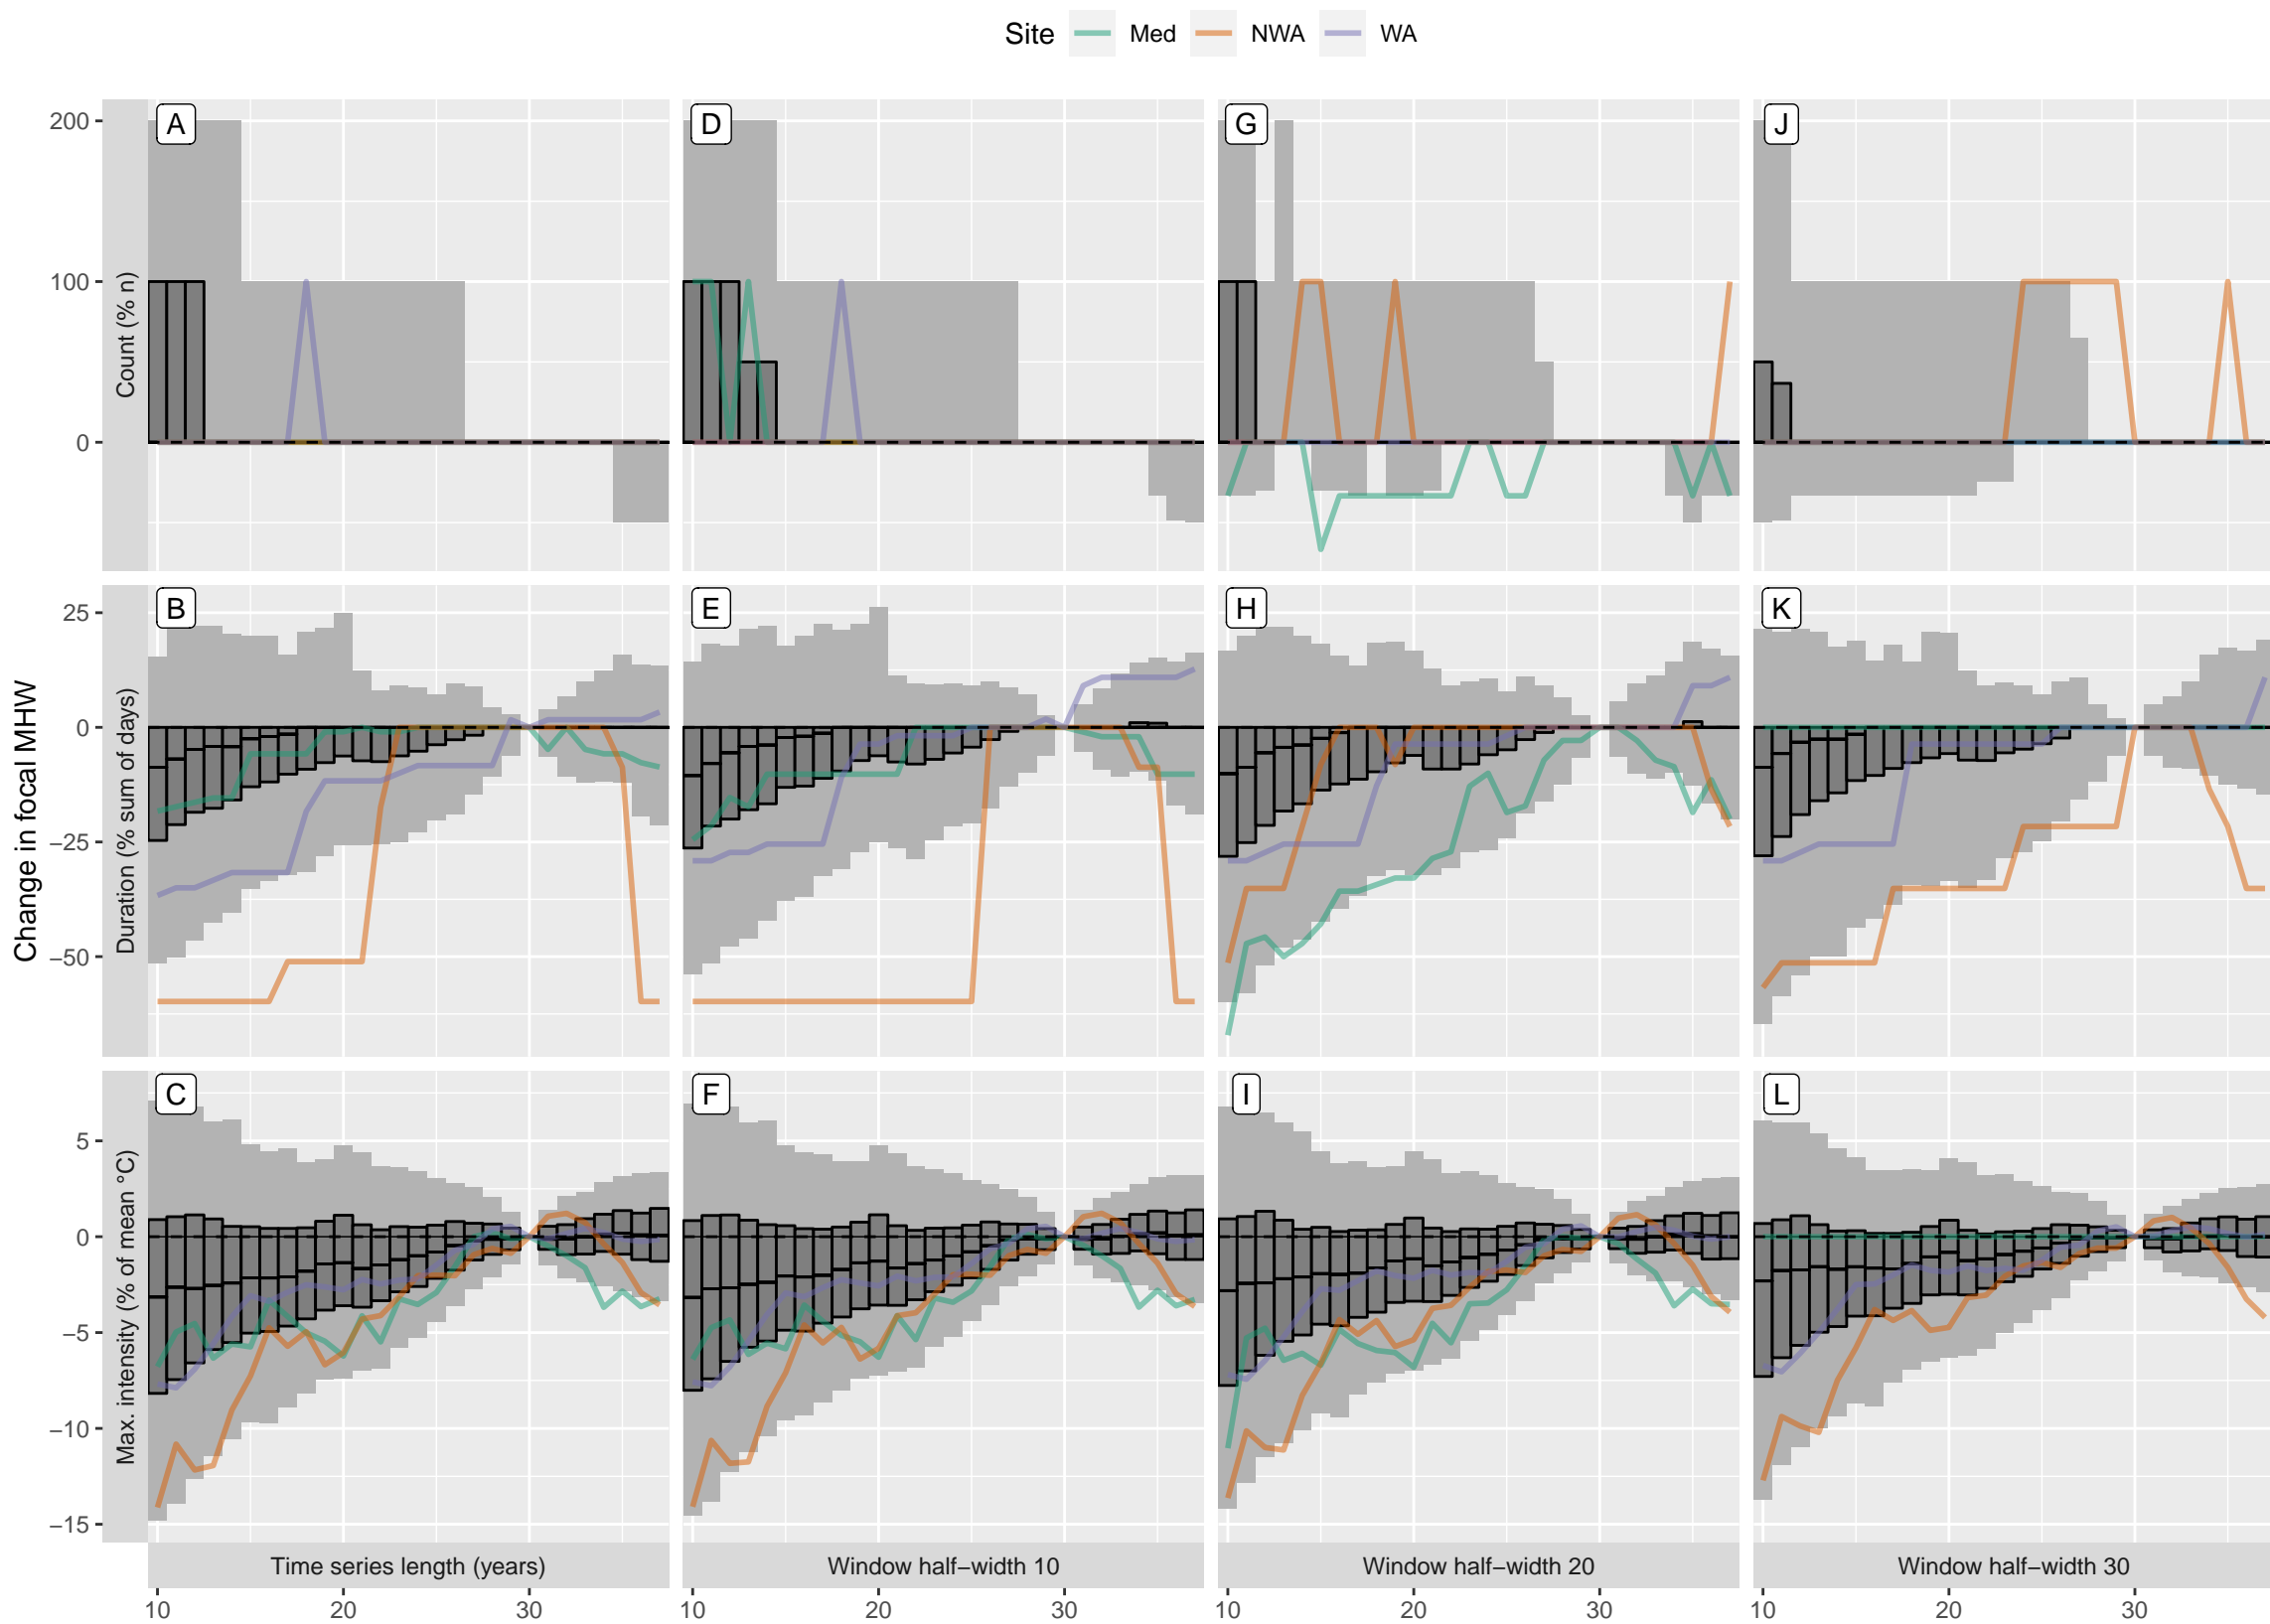 Site Med NWA WA
A D G J
200
100
0
Count (% n)
B E H K
25
0
−25
−50
Duration (% sum of days)
Change in focal MHW
C F I L
5
0
−5
−10
−15
Max. intensity (% of mean °C)
Time series length (years) Window half−width 10 Window half−width 20 Window half−width 30
10 20 30 10 20 30 10 20 30 10 20 30